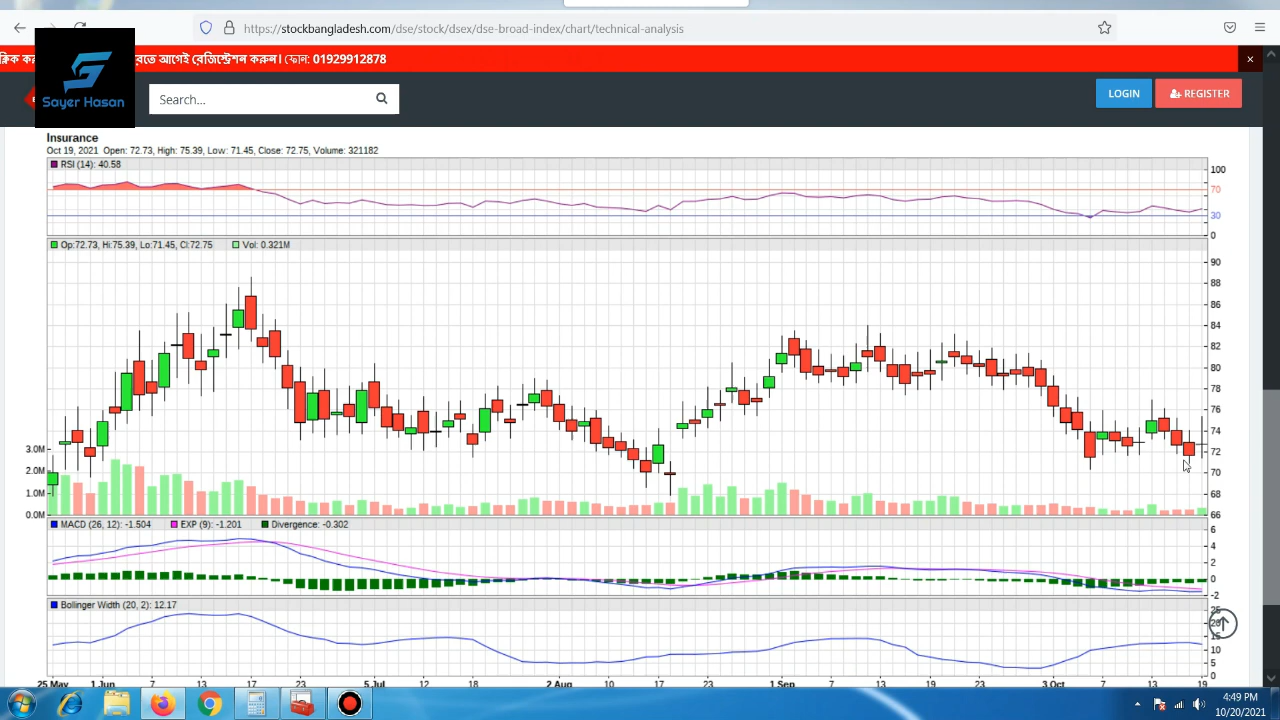 https://stockbangladesh.com/dse/stock/dsex/dse-broad-index/chart/technical-analysis
রতে আগেই রেজিস্ট্রেশন করুন। ফোন: 01929912878 ×
Sayer Hasan
Search...
LOGIN
REGISTER
Insurance
Oct 19, 2021 Open: 72.73, High: 75.39, Low: 71.45, Close: 72.75, Volume: 321182
RSI (14): 40.58
100
70
30
0
Op:72.73, Hi:75.39, Lo:71.45, Cl:72.75 Vol: 0.321M
90
88
86
84
82
80
78
76
74
72
70
68
66
3.0M
2.0M
1.0M
0.0M
MACD (26, 12): -1.504 EXP (9): -1.201 Divergence: -0.302
6
4
2
0
-2
Bollinger Width (20, 2): 12.17
25
20
15
10
5
0
25 May 1 Jun 7 13 17 23 5 Jul 12 18 2 Aug 10 17 23 1 Sep 7 13 19 23 3 Oct 7 13 19
4:49 PM
10/20/2021